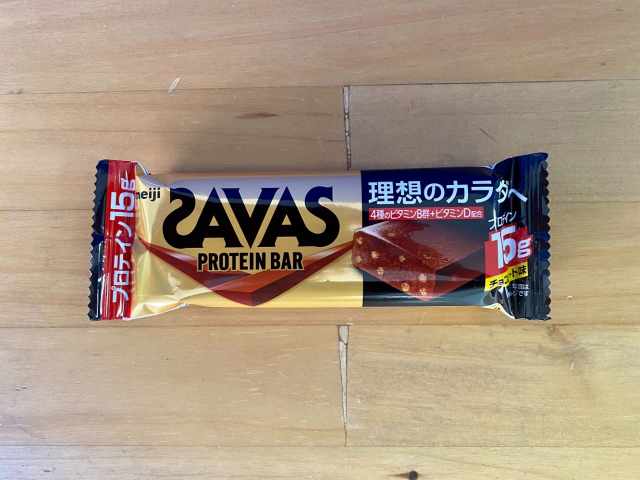 プロテイン15g
meiji
SAVAS
PROTEIN BAR
理想のカラダへ
4種のビタミンB群+ビタミンD配合
プロテイン
15g
チョコレート味